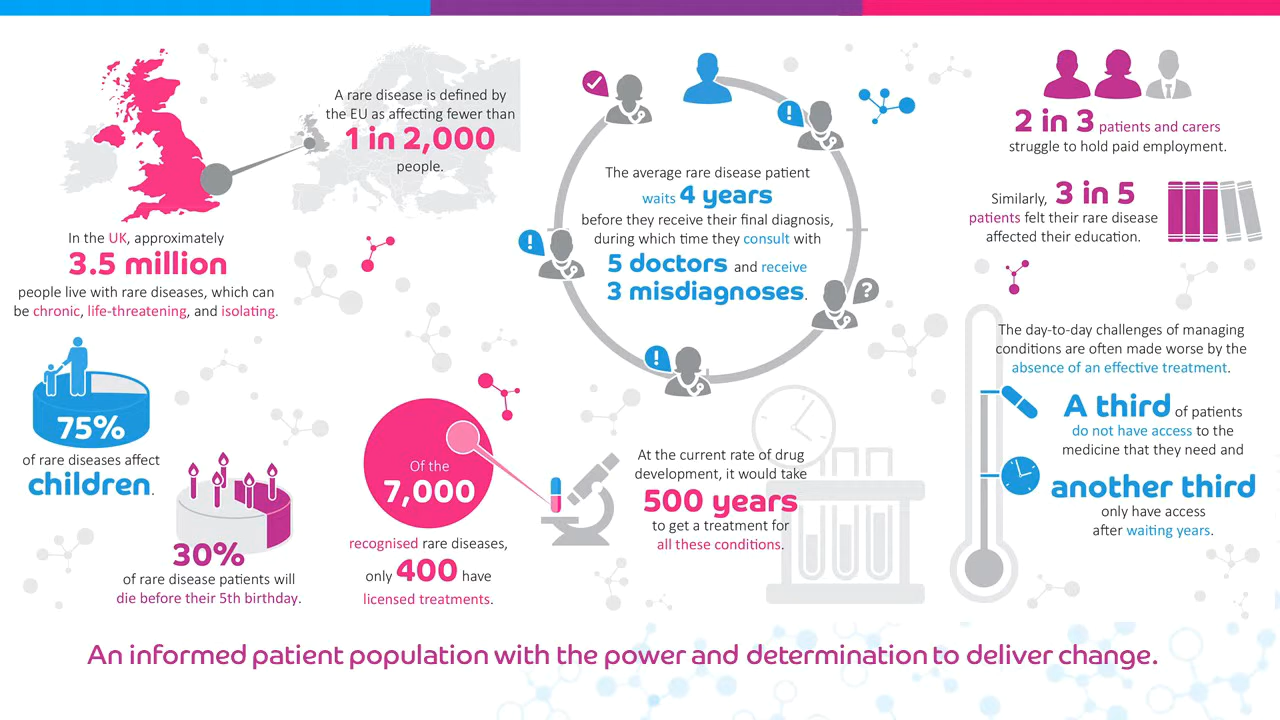 A rare disease is defined by
the EU as affecting fewer than
1 in 2,000
people.
In the UK, approximately
3.5 million
people live with rare diseases, which can
be chronic, life-threatening, and isolating.
75%
of rare diseases affect
children.
30%
of rare disease patients will
die before their 5th birthday.
Of the
7,000
recognised rare diseases,
only 400 have
licensed treatments.
The average rare disease patient
waits 4 years
before they receive their final diagnosis,
during which time they consult with
5 doctors and receive
3 misdiagnoses.
!
?
!
!
At the current rate of drug
development, it would take
500 years
to get a treatment for
all these conditions.
2 in 3 patients and carers
struggle to hold paid employment.
Similarly, 3 in 5
patients felt their rare disease
affected their education.
The day-to-day challenges of managing
conditions are often made worse by the
absence of an effective treatment.
A third of patients
do not have access to the
medicine that they need and
another third
only have access
after waiting years.
An informed patient population with the power and determination to deliver change.